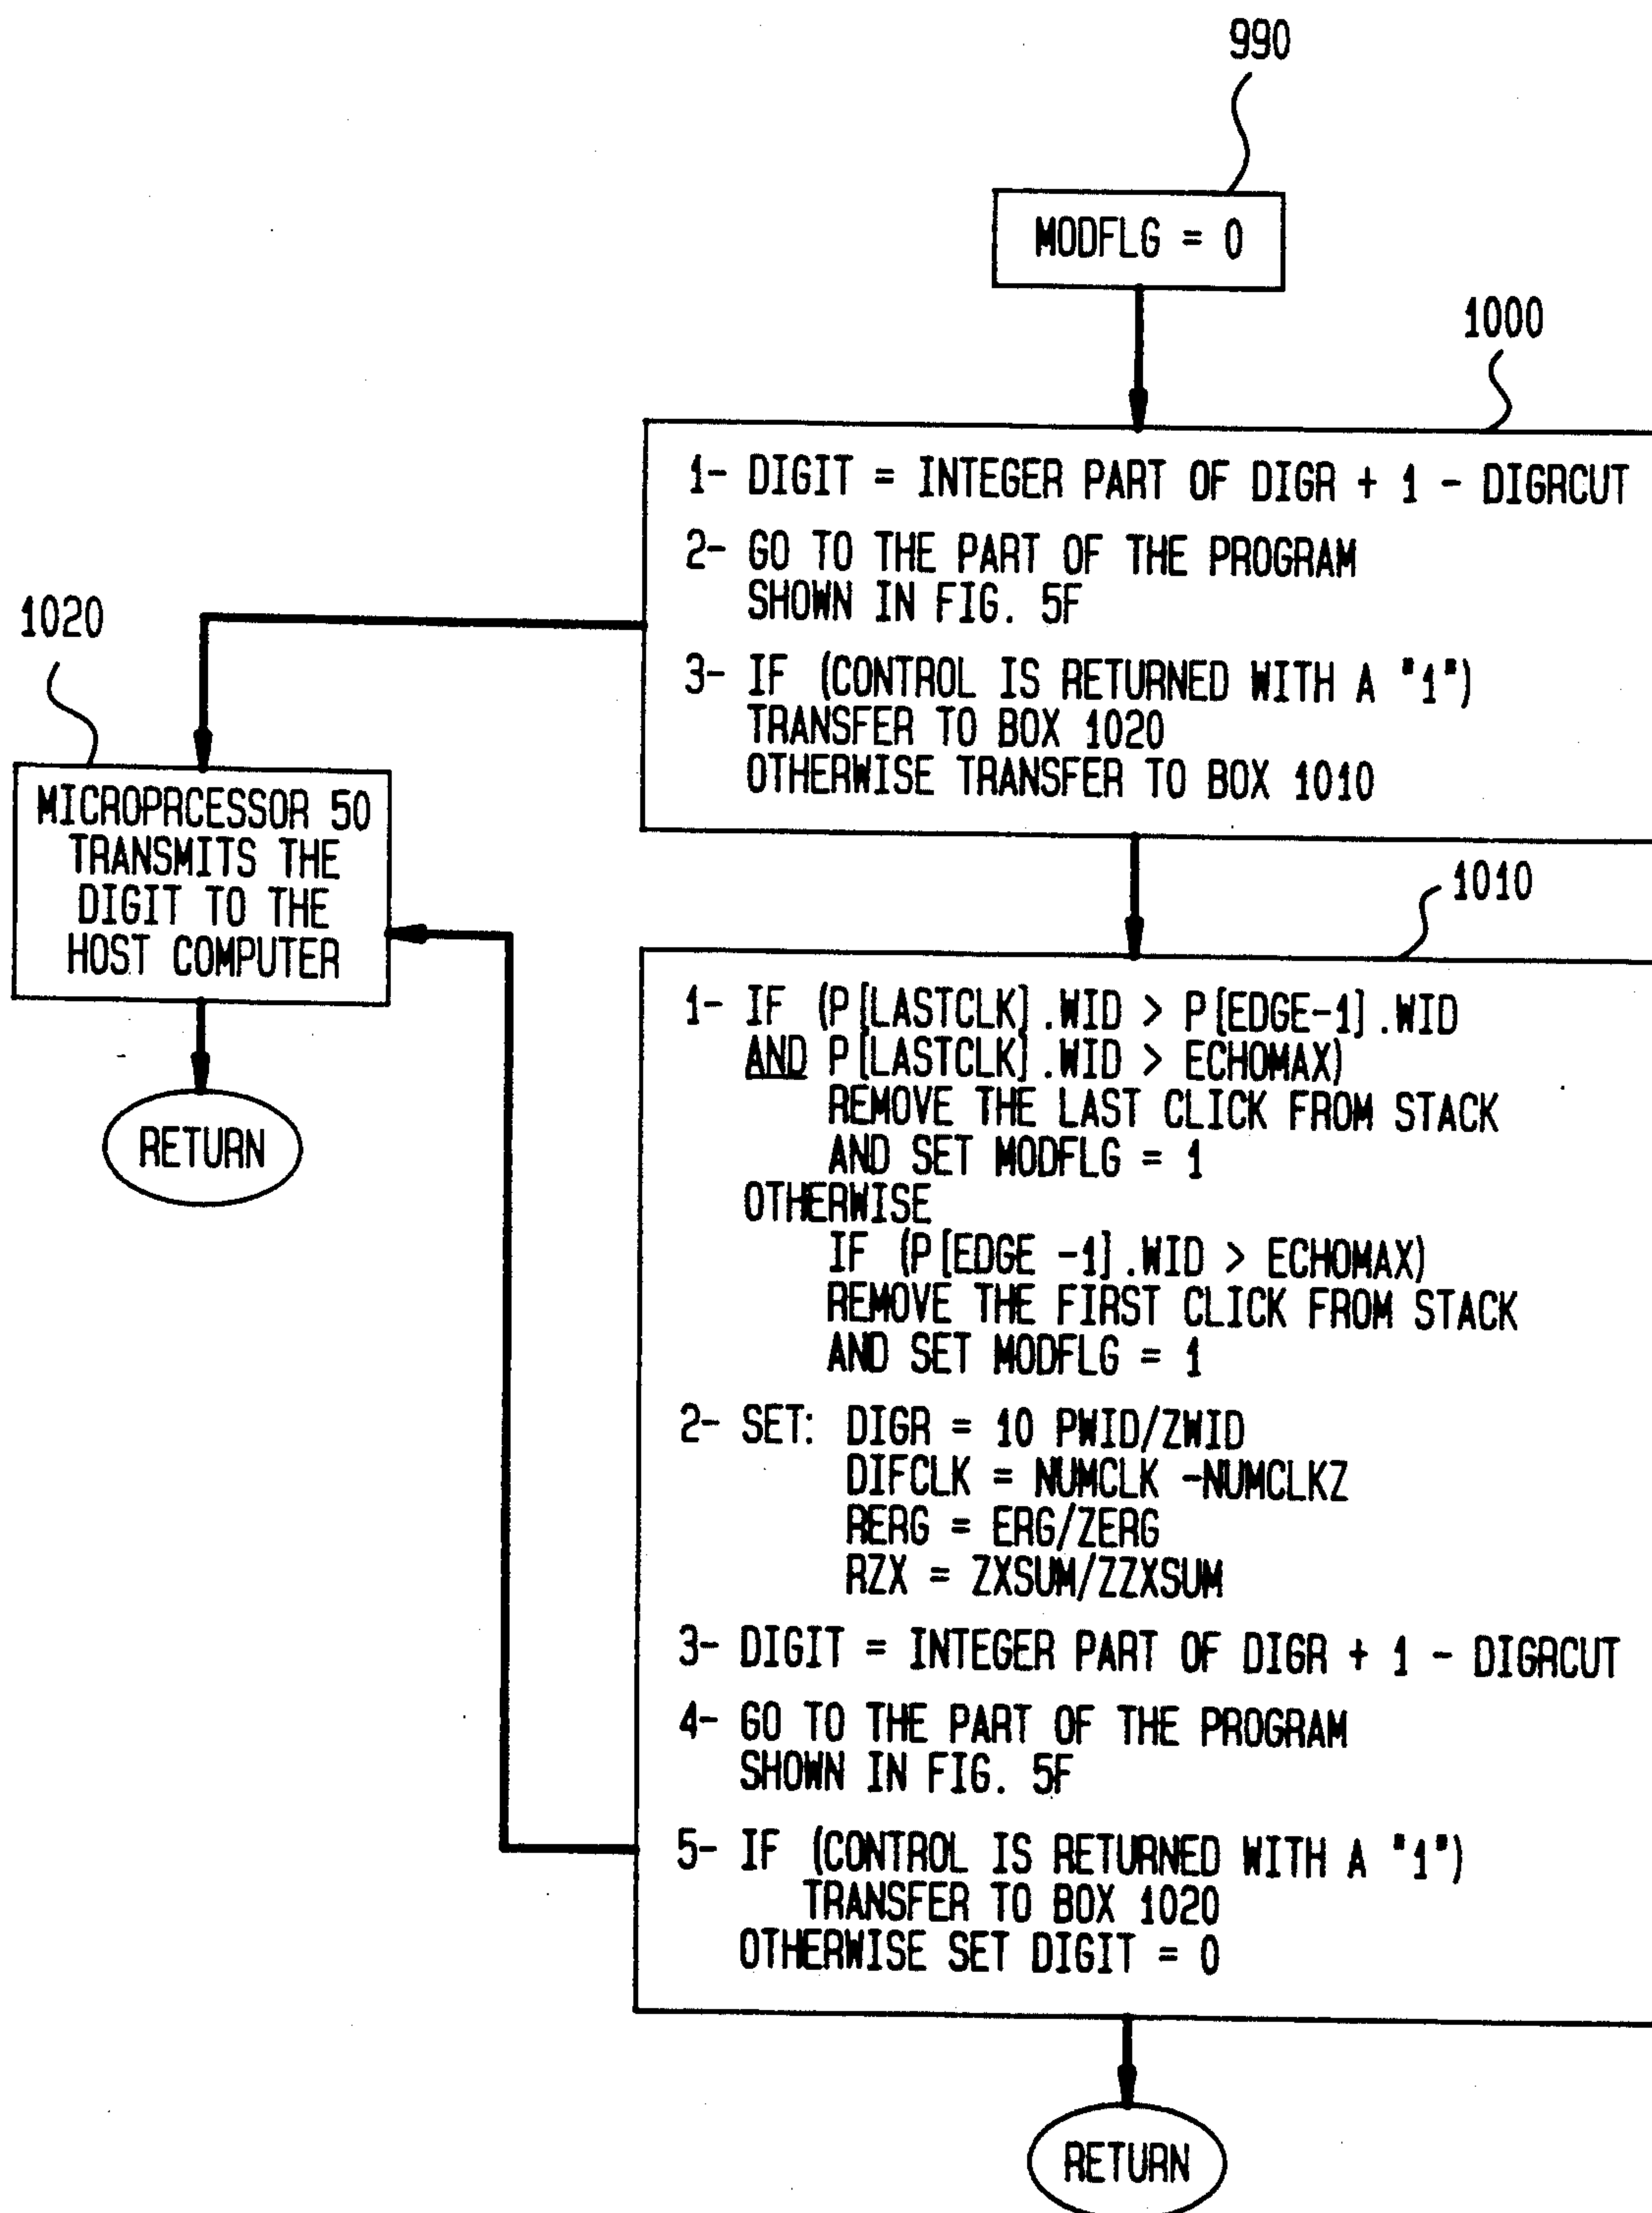 990
MODFLG = 0
1000
1- DIGIT = INTEGER PART OF DIGR + 1 - DIGRCUT
2- GO TO THE PART OF THE PROGRAM
SHOWN IN FIG. 5F
3- IF (CONTROL IS RETURNED WITH A "1")
TRANSFER TO BOX 1020
OTHERWISE TRANSFER TO BOX 1010
1020
MICROPRCESSOR 50
TRANSMITS THE
DIGIT TO THE
HOST COMPUTER
RETURN
1010
1- IF (P[LASTCLK].WID > P[EDGE-1].WID
AND P[LASTCLK].WID > ECHOMAX)
REMOVE THE LAST CLICK FROM STACK
AND SET MODFLG = 1
OTHERWISE
IF (P[EDGE -1].WID > ECHOMAX)
REMOVE THE FIRST CLICK FROM STACK
AND SET MODFLG = 1
2- SET: DIGR = 10 PWID/ZWID
DIFCLK = NUMCLK -NUMCLKZ
RERG = ERG/ZERG
RZX = ZXSUM/ZZXSUM
3- DIGIT = INTEGER PART OF DIGR + 1 - DIGRCUT
4- GO TO THE PART OF THE PROGRAM
SHOWN IN FIG. 5F
5- IF (CONTROL IS RETURNED WITH A "1")
TRANSFER TO BOX 1020
OTHERWISE SET DIGIT = 0
RETURN